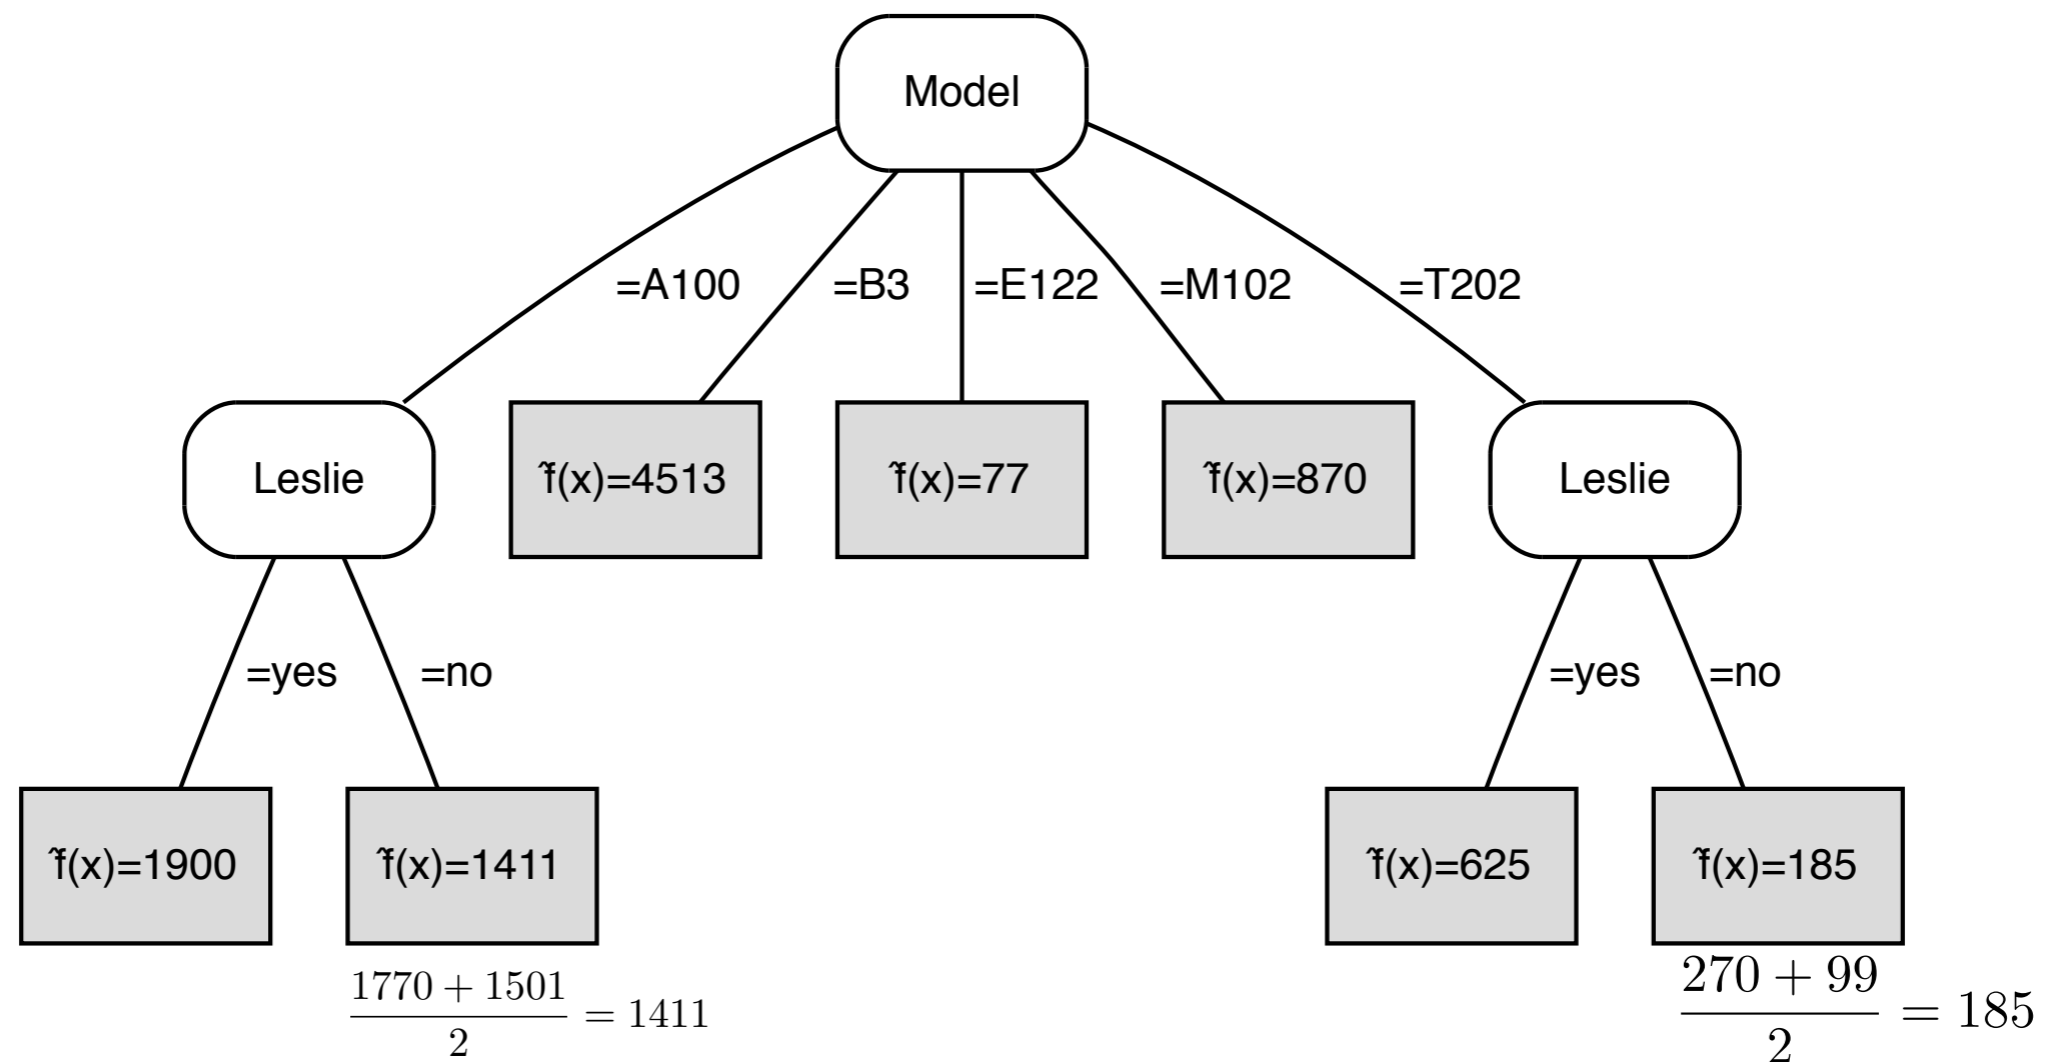 Model
=A100
=B3
=E122
=M102
=T202
Leslie
f̂(x)=4513
f̂(x)=77
f̂(x)=870
Leslie
=yes
=no
=yes
=no
f̂(x)=1900
f̂(x)=1411
f̂(x)=625
f̂(x)=185
1770 + 1501
2
= 1411
270 + 99
2
= 185